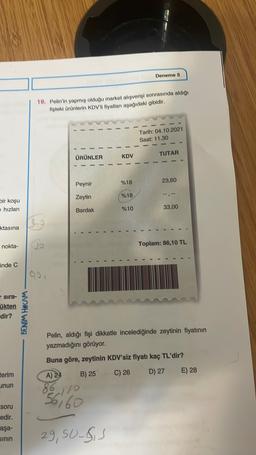 Deneme 5
19. Pelin'in yapmış olduğu market alışverişi sonrasında aldığı
fişteki ürünlerin KDV'li fiyatları aşağıdaki gibidir.
Tarih: 04.10.2021
Saat: 11.30
ÜRÜNLER KDV TUTAR
Peynir %18 23,60
Zeytin %18 --,--
Bardak %10 33,00
Toplam: 86,10 TL
Pelin, aldığı fişi dikkatle incelediğinde zeytinin fiyatının
yazmadığını görüyor.
Buna göre, zeytinin KDV'siz fiyatı kaç TL'dir?
A) 24 B) 25 C) 26 D) 27 E) 28
86,10
56,60
29,50
bir koşu
hızları
ktasına
nokta-
inde C
sıra-
ükten
dir?
terim
unun
soru
edir.
aşa-
sının